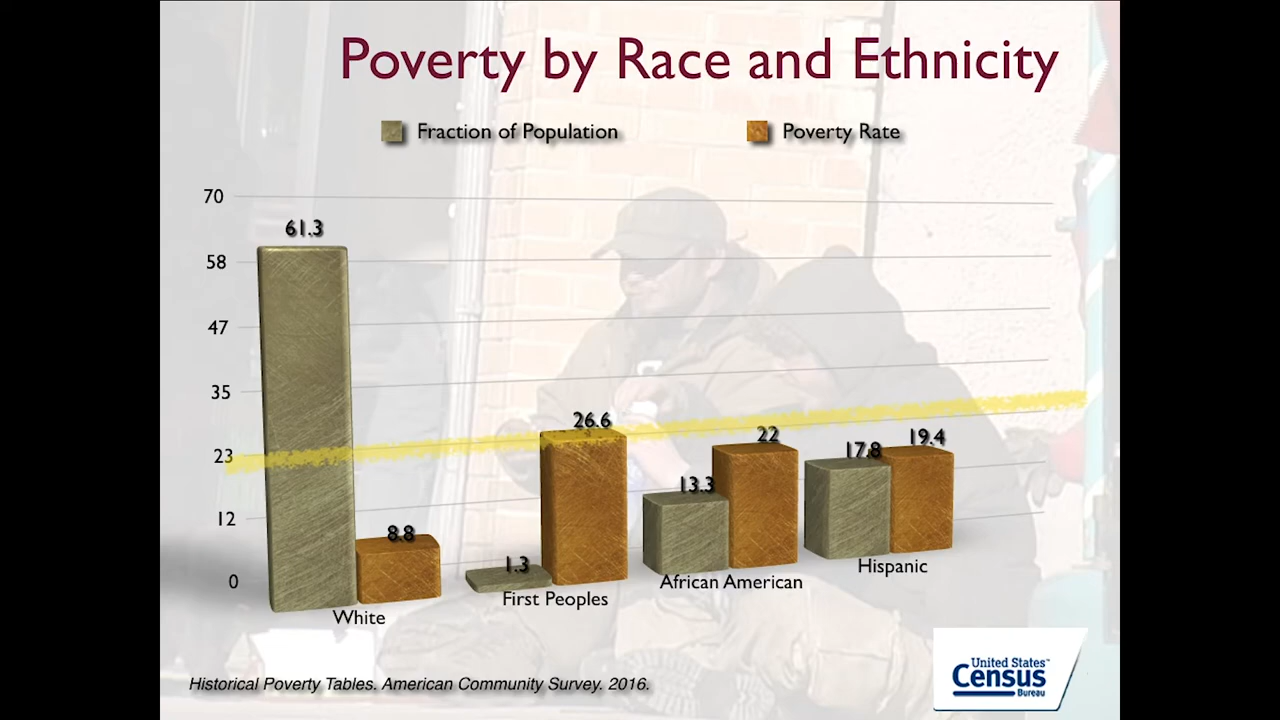 Poverty by Race and Ethnicity
Fraction of Population
Poverty Rate
70
58
47
35
23
12
0
61.3
8.8
1.3
26.6
13.3
22
17.8
19.4
White
First Peoples
African American
Hispanic
Historical Poverty Tables. American Community Survey. 2016.
United States™
Census
Bureau